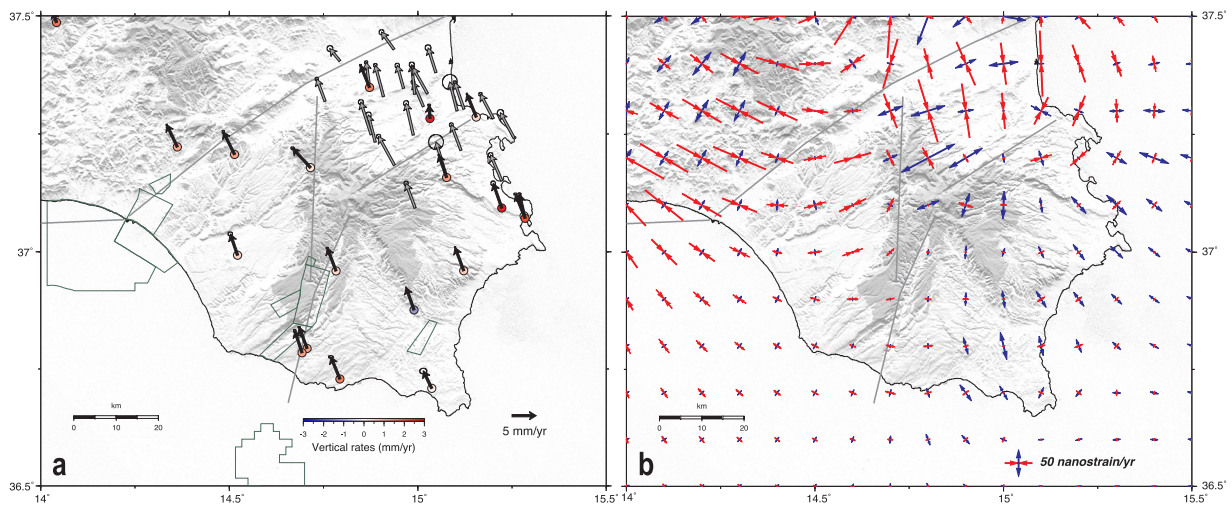 37.5°
37.5°
37°
37°
km
0 10 20
-3 -2 -1 0 1 2 3
Vertical rates (mm/yr)
5 mm/yr
a
km
0 10 20
50 nanostrain/yr
b
36.5°
36.5°
14° 14.5° 15° 15.5° 14° 14.5° 15° 15.5°